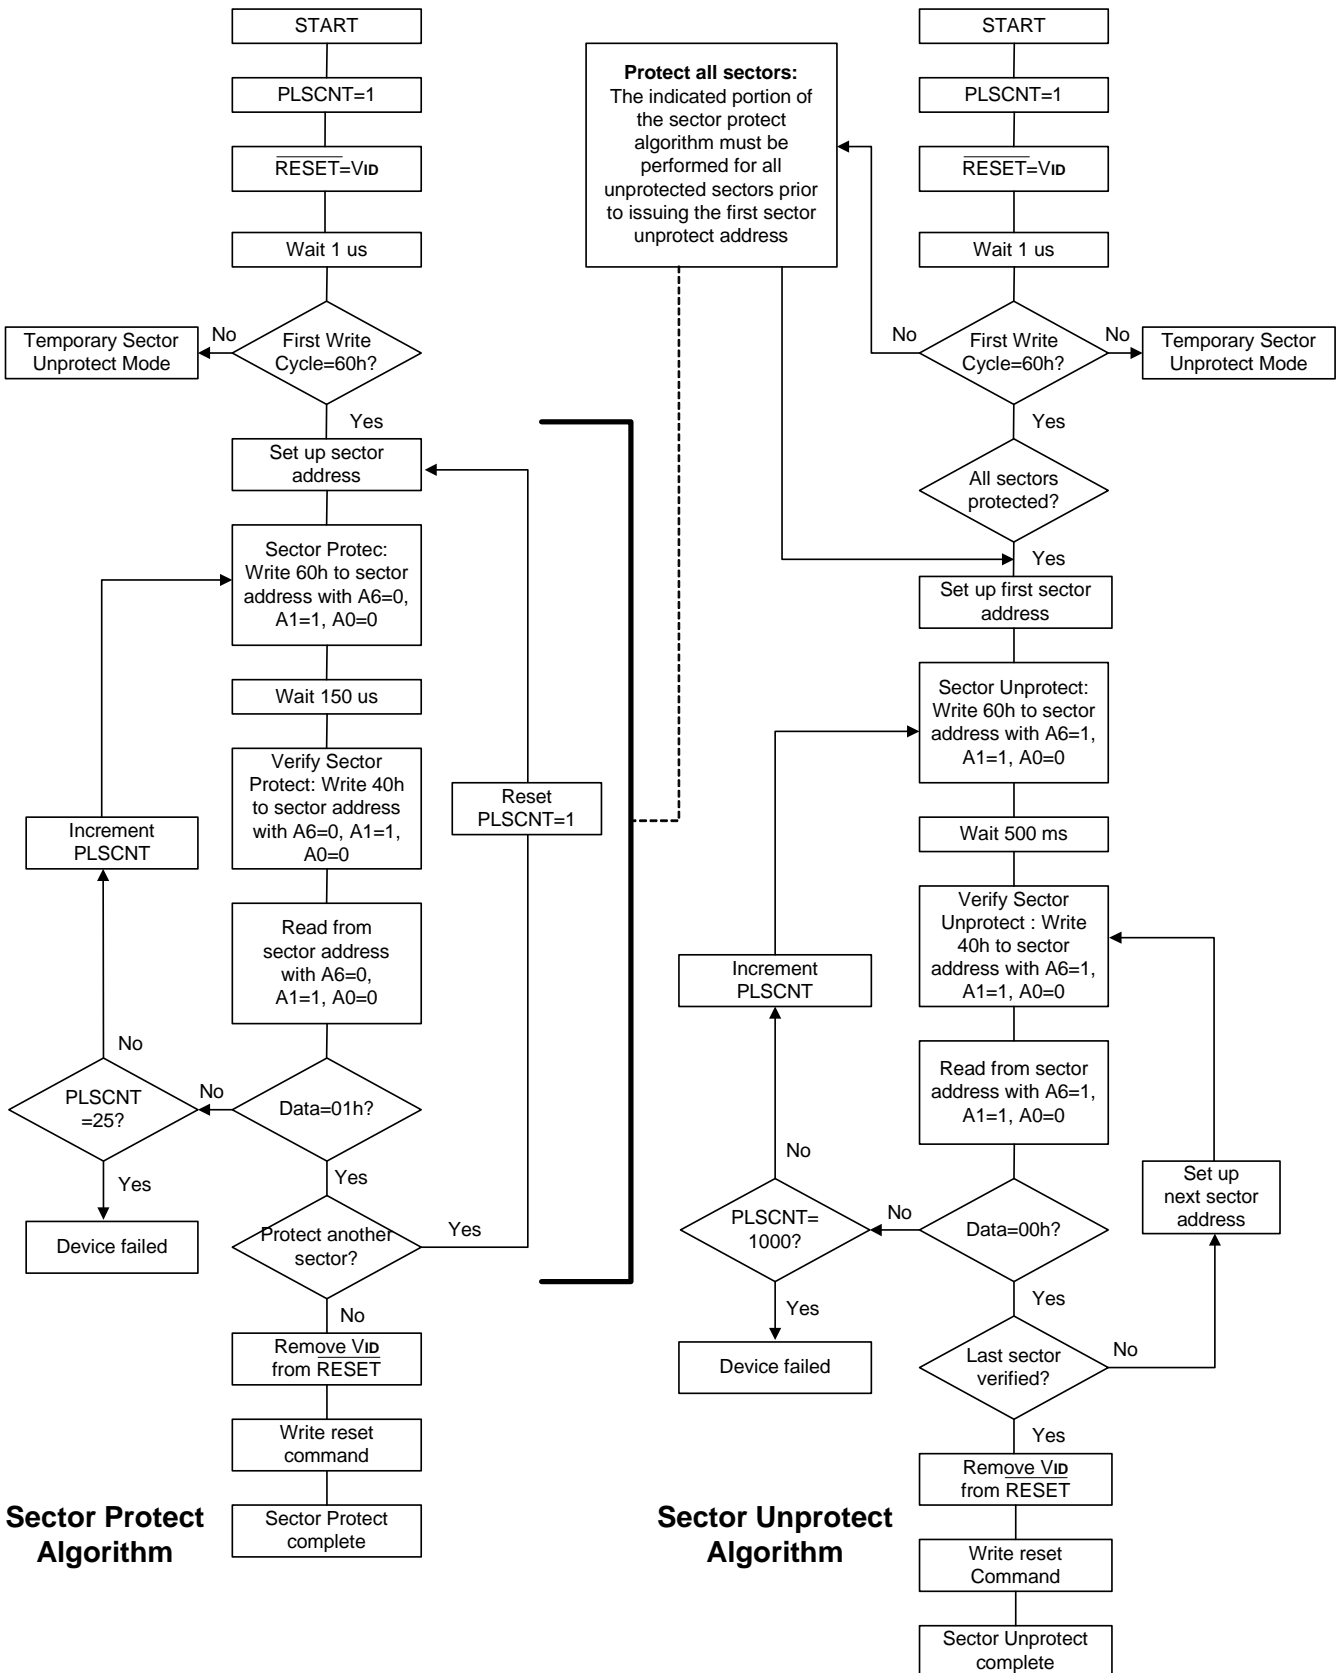 START
PLSCNT=1
RESET=VID
Wait 1 us
First Write
Cycle=60h?
No
Temporary Sector
Unprotect Mode
Yes
Set up sector
address
Sector Protec:
Write 60h to sector
address with A6=0,
A1=1, A0=0
Wait 150 us
Verify Sector
Protect: Write 40h
to sector address
with A6=0, A1=1,
A0=0
Reset
PLSCNT=1
Increment
PLSCNT
Read from
sector address
with A6=0,
A1=1, A0=0
No
PLSCNT
=25?
No
Data=01h?
Yes
Yes
Device failed
Protect another
sector?
Yes
No
Remove VID
from RESET
Write reset
command
Sector Protect
complete
Sector Protect
Algorithm
Protect all sectors:
The indicated portion of
the sector protect
algorithm must be
performed for all
unprotected sectors prior
to issuing the first sector
unprotect address
START
PLSCNT=1
RESET=VID
Wait 1 us
No
First Write
Cycle=60h?
No
Temporary Sector
Unprotect Mode
Yes
All sectors
protected?
Yes
Set up first sector
address
Sector Unprotect:
Write 60h to sector
address with A6=1,
A1=1, A0=0
Wait 500 ms
Verify Sector
Unprotect : Write
40h to sector
address with A6=1,
A1=1, A0=0
Increment
PLSCNT
Read from sector
address with A6=1,
A1=1, A0=0
No
PLSCNT=
1000?
No
Data=00h?
Set up
next sector
address
Yes
Yes
Device failed
Last sector
verified?
No
Yes
Remove VID
from RESET
Write reset
Command
Sector Unprotect
complete
Sector Unprotect
Algorithm